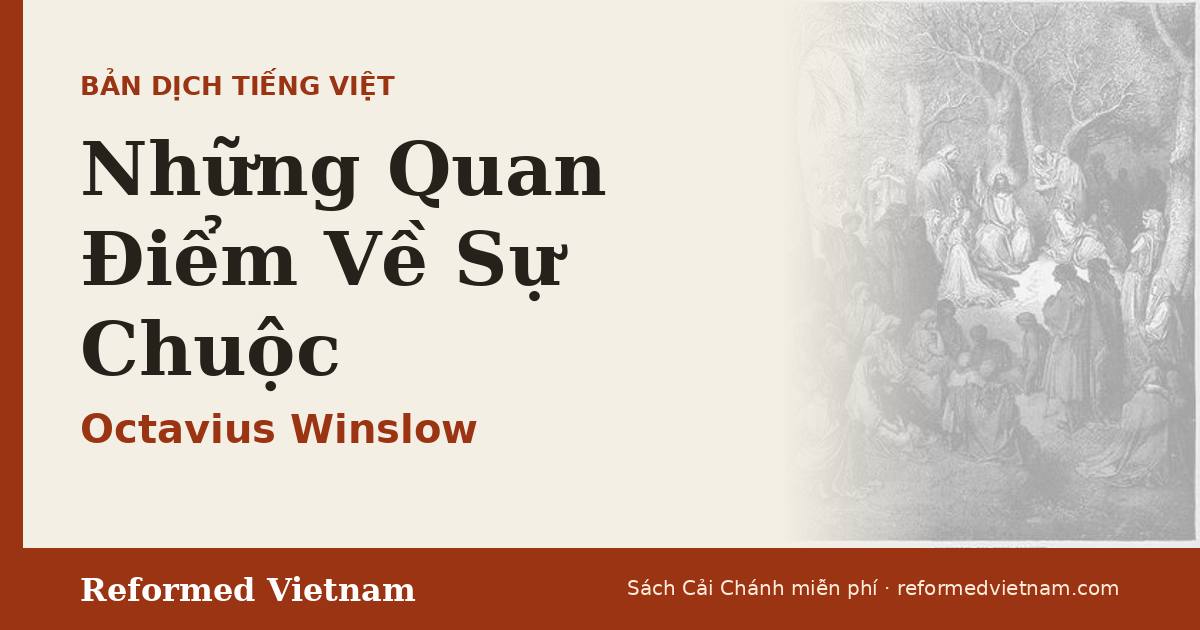 BẢN DỊCH TIẾNG VIỆT
Những Quan
Điểm Về Sự
Chuộc
Octavius Winslow
Reformed Vietnam
Sách Cải Chánh miễn phí · reformedvietnam.com